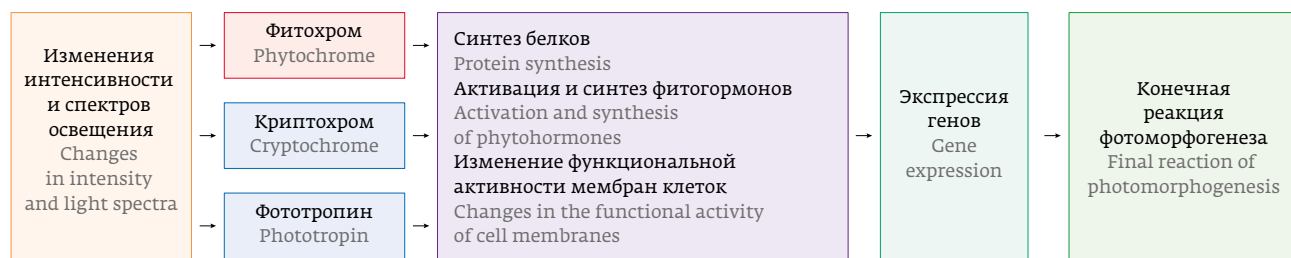 Изменения
интенсивности
и спектров
освещения
Changes
in intensity
and light spectra
Фитохром
Phytochrome
Криптохром
Cryptochrome
Фототропин
Phototropin
Синтез белков
Protein synthesis
Активация и синтез фитогормонов
Activation and synthesis
of phytohormones
Изменение функциональной
активности мембран клеток
Changes in the functional activity
of cell membranes
Экспрессия
генов
Gene
expression
Конечная
реакция
фотоморфогенеза
Final reaction of
photomorphogenesis